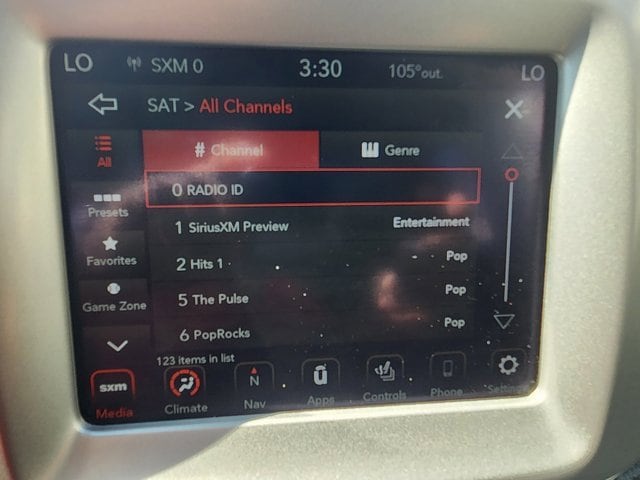 LO SXM 0 3:30 105°out. LO
SAT > All Channels X
All # Channel Genre
0 RADIO ID
Presets
1 SiriusXM Preview Entertainment
Favorites
2 Hits 1 Pop
Game Zone
5 The Pulse Pop
6 PopRocks Pop
123 items in list
sxm N u
Media Climate Nav Apps Controls Phone Settings